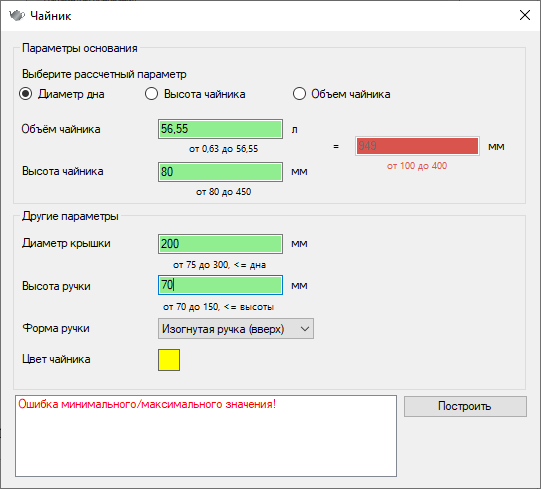 Чайник
Параметры основания
Выберите рассчетный параметр
Диаметр дна
Высота чайника
Объем чайника
Объём чайника 56,55 л
от 0,63 до 56,55
= 949 мм
от 100 до 400
Высота чайника 80 мм
от 80 до 450
Другие параметры
Диаметр крышки 200 мм
от 75 до 300, <= дна
Высота ручки 70 мм
от 70 до 150, <= высоты
Форма ручки Изогнутая ручка (вверх)
Цвет чайника
Ошибка минимального/максимального значения!
Построить